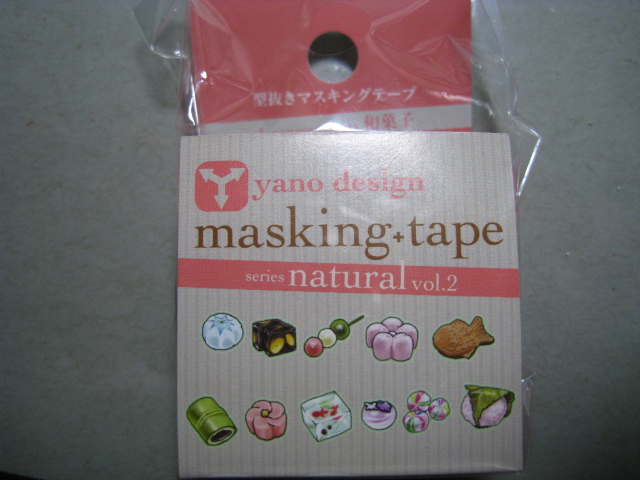 型抜きマスキングテープ
和菓子
yano design
masking+tape
series natural vol.2